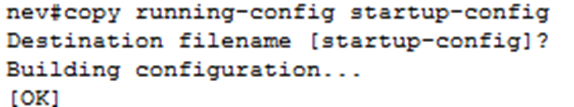 nev#copy running-config startup-config
Destination filename [startup-config]?
Building configuration...
[OK]